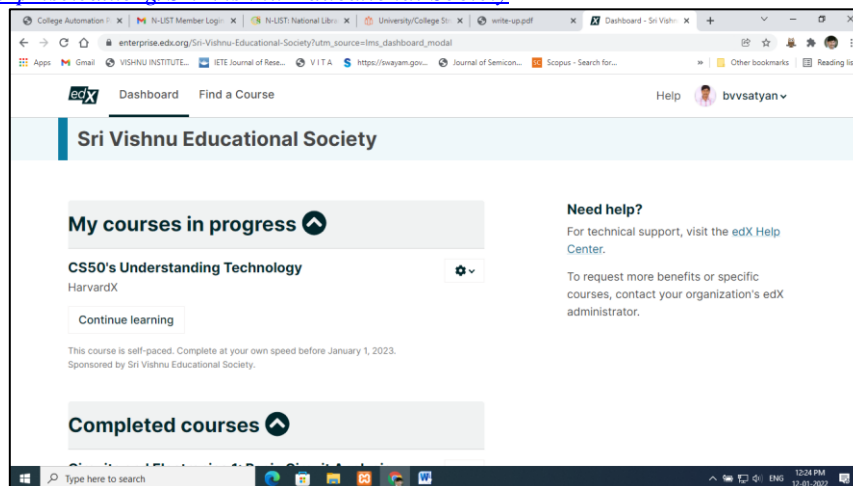 College Automation P
N-LIST Member Login
N-LIST: National Libra
University/College Stu
write-up.pdf
Dashboard - Sri Vishn
enterprise.edx.org/Sri-Vishnu-Educational-Society?utm_source=lms_dashboard_modal
Apps
Gmail
VISHNU INSTITUTE...
IETE Journal of Rese...
V I T A
https://swayam.gov...
Journal of Semicon...
Scopus - Search for...
Other bookmarks
Reading lis
edX
Dashboard
Find a Course
Help
bvvsatyan
Sri Vishnu Educational Society
My courses in progress
CS50's Understanding Technology
HarvardX
Continue learning
This course is self-paced. Complete at your own speed before January 1, 2023.
Sponsored by Sri Vishnu Educational Society.
Need help?
For technical support, visit the edX Help
Center.
To request more benefits or specific
courses, contact your organization's edX
administrator.
Completed courses
Type here to search
ENG
12:24 PM
12-01-2022